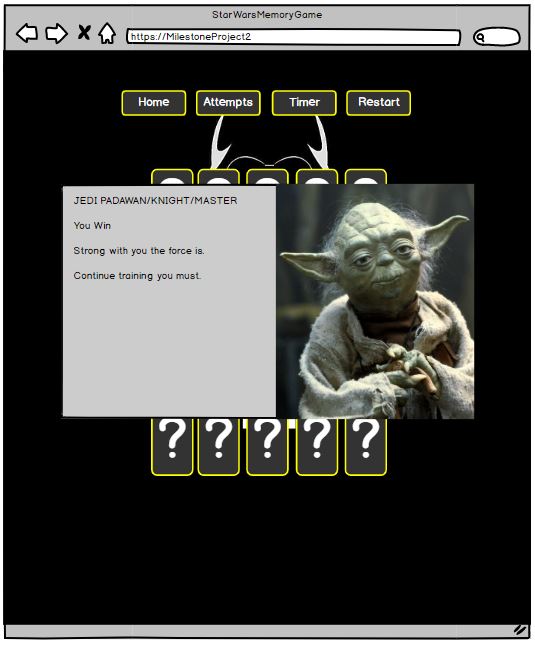 StarWarsMemoryGame
https://MilestoneProject2
Home Attempts Timer Restart
JEDI PADAWAN/KNIGHT/MASTER
You Win
Strong with you the force is.
Continue training you must.
? ? ? ? ?